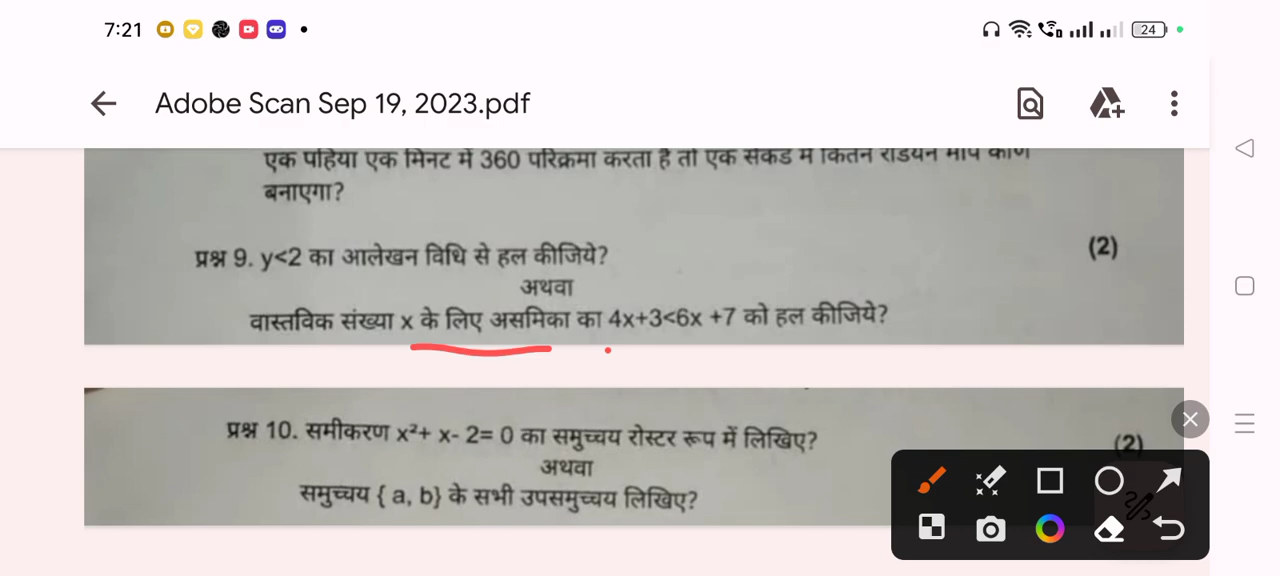 7:21
24
Adobe Scan Sep 19, 2023.pdf
एक पहिया एक मिनट में 360 परिक्रमा करता है तो एक सेकंड में कितने रेडियन माप कोण
बनाएगा?
प्रश्न 9. y<2 का आलेखन विधि से हल कीजिये? (2)
अथवा
वास्तविक संख्या x के लिए असमिका का 4x+3<6x +7 को हल कीजिये?
प्रश्न 10. समीकरण x²+ x- 2= 0 का समुच्चय रोस्टर रूप में लिखिए? (2)
अथवा
समुच्चय { a, b} के सभी उपसमुच्चय लिखिए?